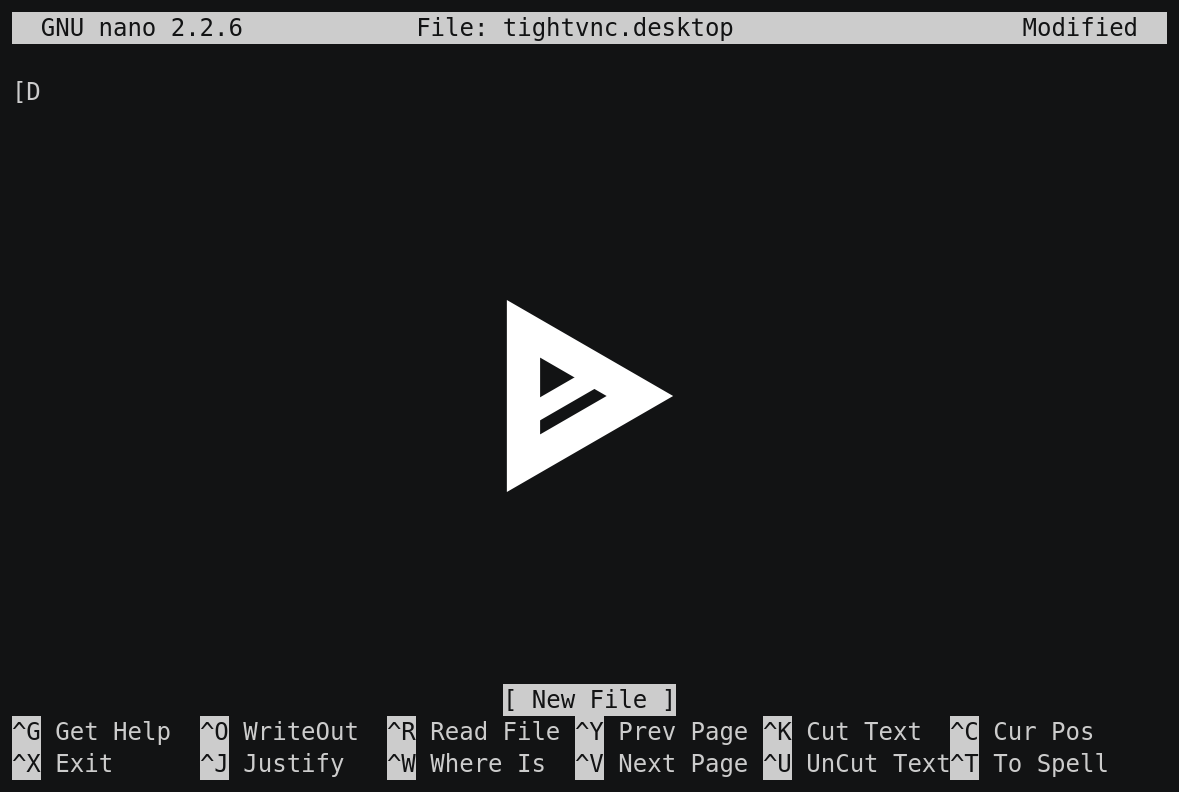 GNU nano 2.2.6 File: tightvnc.desktop Modified
[D
[ New File ]
^G Get Help ^O WriteOut ^R Read File ^Y Prev Page ^K Cut Text ^C Cur Pos
^X Exit ^J Justify ^W Where Is ^V Next Page ^U UnCut Text^T To Spell